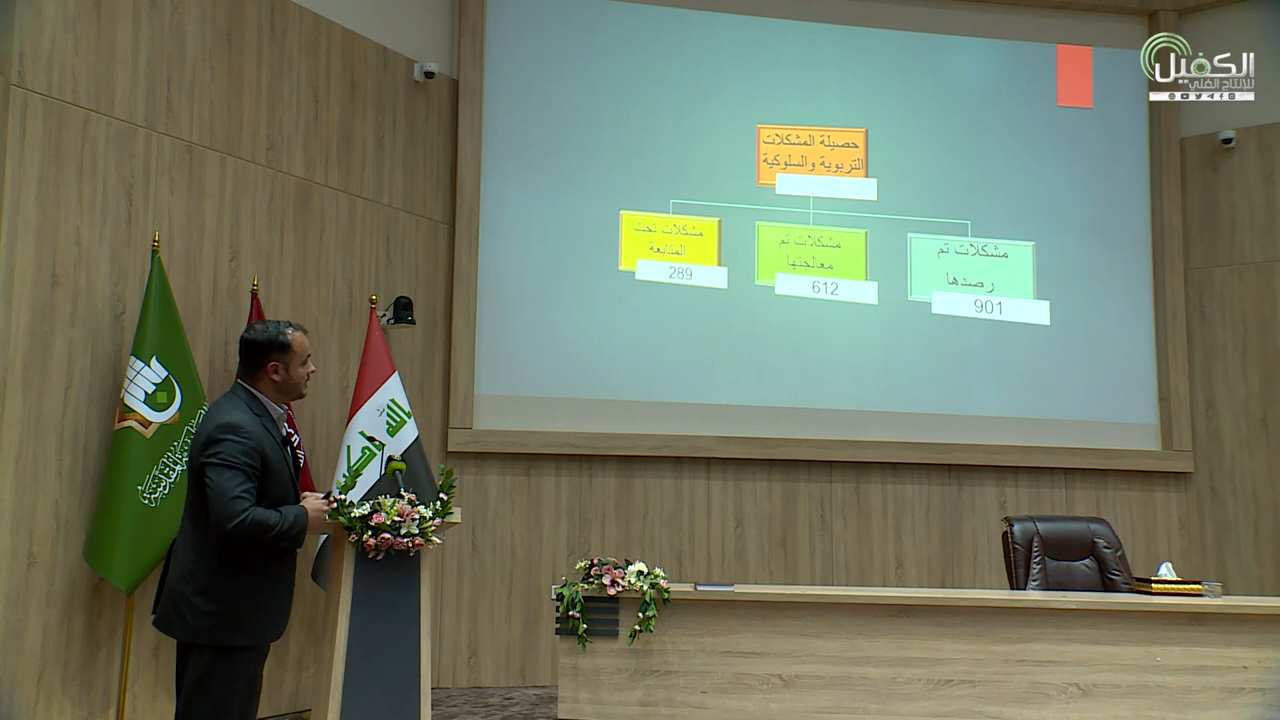 الكفيل
للإنتاج الفني
حصيلة المشكلات
التربوية والسلوكية
مشكلات تم
رصدها
901
مشكلات تم
معالجتها
612
مشكلات تحت
المتابعة
289
الله